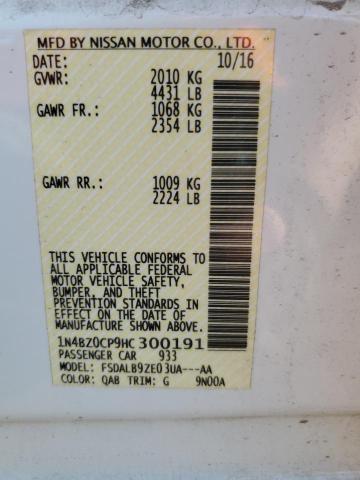 MFD BY NISSAN MOTOR CO., LTD.
DATE: 10/16
GVWR: 2010 KG
4431 LB
GAWR FR: 1068 KG
2354 LB
GAWR RR: 1009 KG
2224 LB
THIS VEHICLE CONFORMS TO
ALL APPLICABLE FEDERAL
MOTOR VEHICLE SAFETY,
BUMPER, AND THEFT
PREVENTION STANDARDS IN
EFFECT ON THE DATE OF
MANUFACTURE SHOWN ABOVE.
1N4BZ0CP9HC300191
PASSENGER CAR 933
MODEL: FSDALB9ZE03UA---AA
COLOR: QAB TRIM: G 9N00A